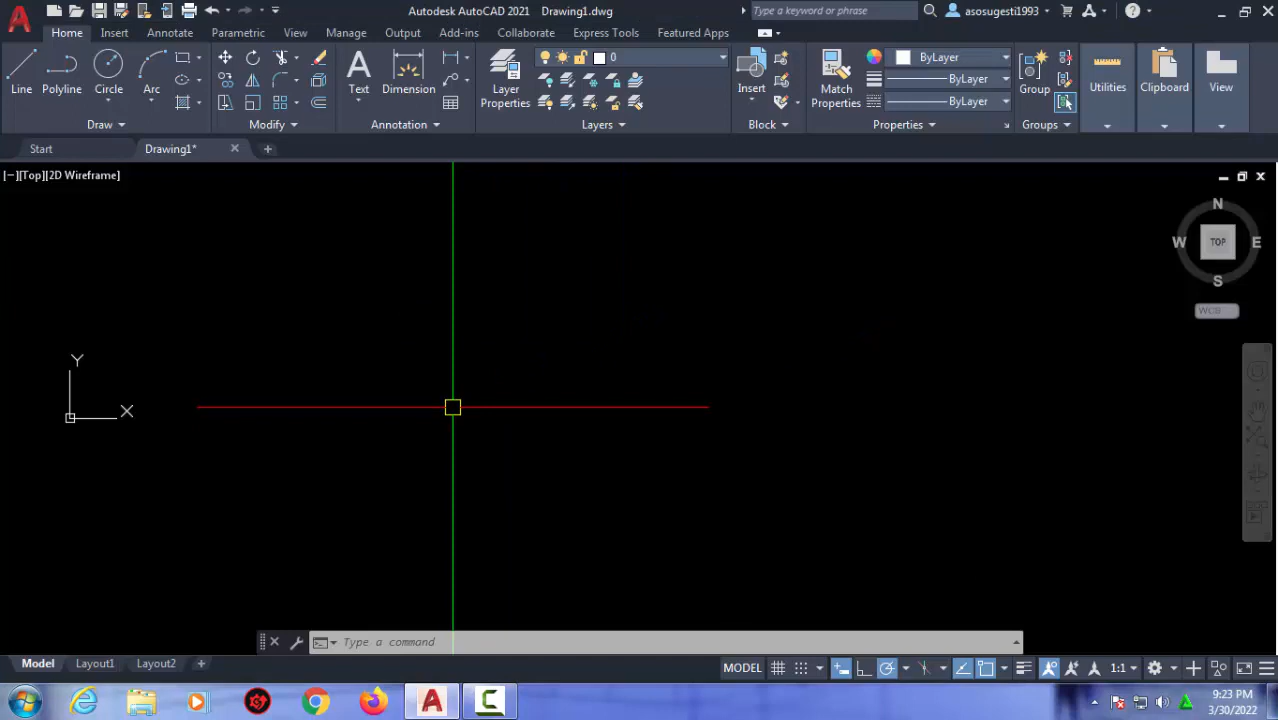 Autodesk AutoCAD 2021 Drawing1.dwg Type a keyword or phrase asosugesti1993
Home Insert Annotate Parametric View Manage Output Add-ins Collaborate Express Tools Featured Apps
Line Polyline Circle Arc Text Dimension Layer Properties 0 Insert Match Properties ByLayer Group Utilities Clipboard View
ByLayer
ByLayer
Draw Modify Annotation Layers Block Properties Groups
Start Drawing1*
[−][Top][2D Wireframe]
N
W TOP E
S
WCS
Y
X
Type a command
Model Layout1 Layout2 MODEL 1:1
9:23 PM
3/30/2022